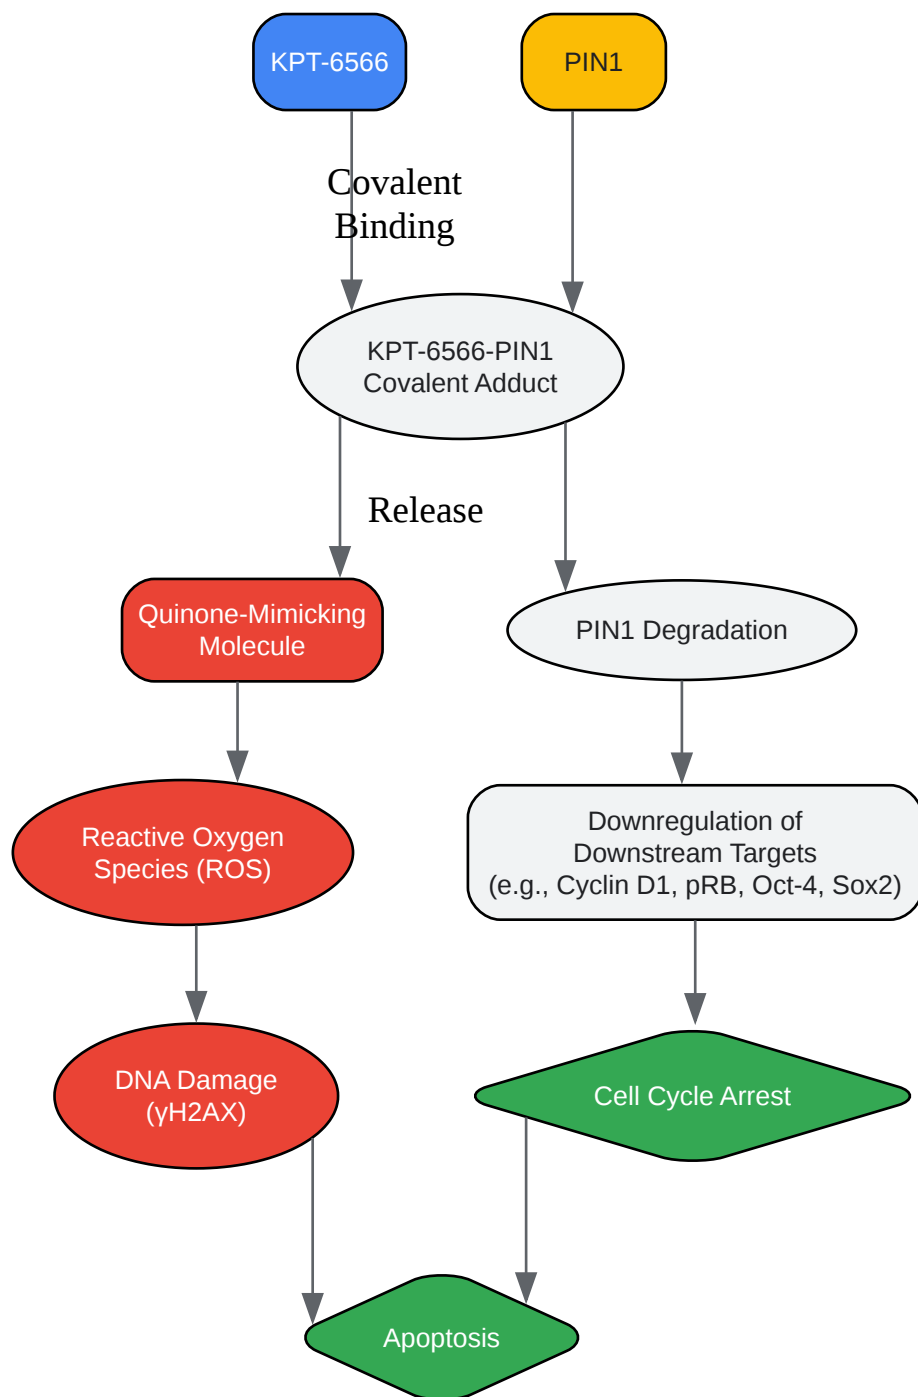 KPT-6566
PIN1
Covalent
Binding
KPT-6566-PIN1
Covalent Adduct
Release
Quinone-Mimicking
Molecule
PIN1 Degradation
Reactive Oxygen
Species (ROS)
Downregulation of
Downstream Targets
(e.g., Cyclin D1, pRB, Oct-4, Sox2)
DNA Damage
(γH2AX)
Cell Cycle Arrest
Apoptosis